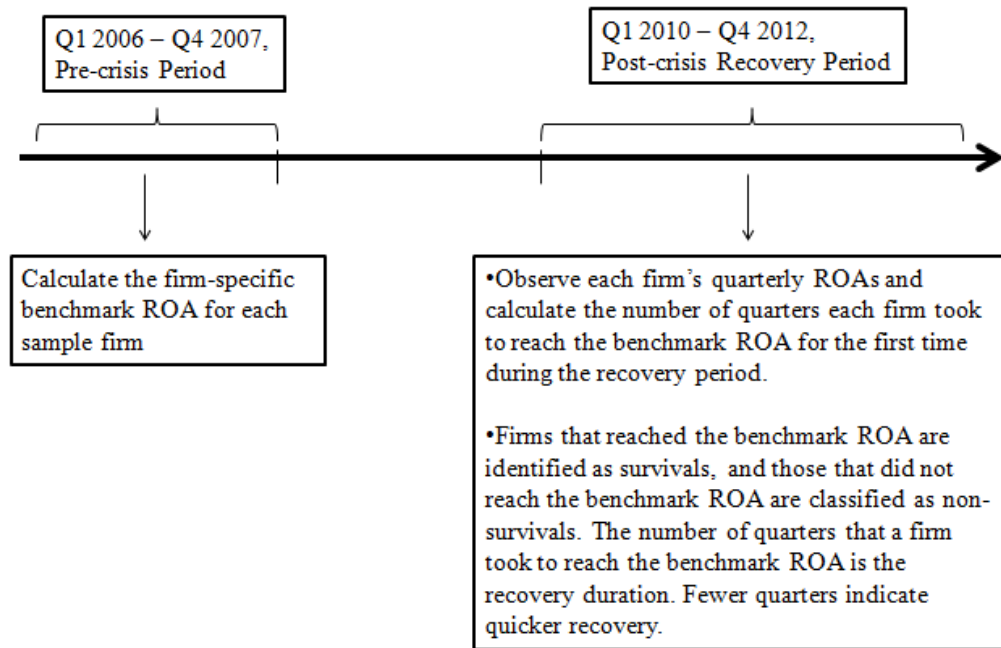 Q1 2006 – Q4 2007,
Pre-crisis Period
Q1 2010 – Q4 2012,
Post-crisis Recovery Period
Calculate the firm-specific
benchmark ROA for each
sample firm
•Observe each firm's quarterly ROAs and
calculate the number of quarters each firm took
to reach the benchmark ROA for the first time
during the recovery period.
•Firms that reached the benchmark ROA are
identified as survivals, and those that did not
reach the benchmark ROA are classified as non-
survivals. The number of quarters that a firm
took to reach the benchmark ROA is the
recovery duration. Fewer quarters indicate
quicker recovery.